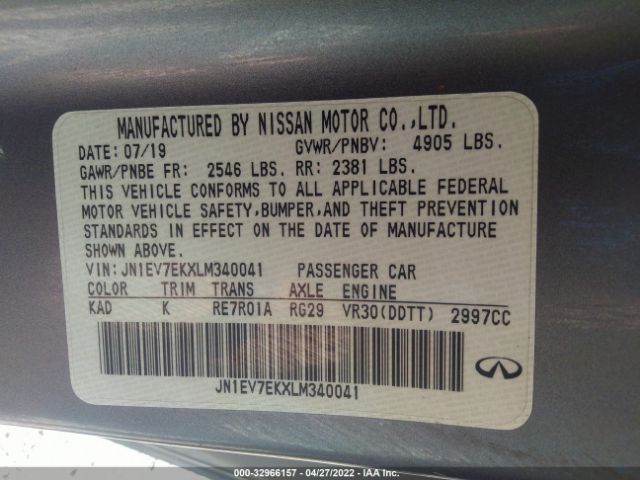 MANUFACTURED BY NISSAN MOTOR CO.,LTD.
DATE: 07/19 GVWR/PNBV: 4905 LBS.
GAWR/PNBE FR: 2546 LBS. RR: 2381 LBS.
THIS VEHICLE CONFORMS TO ALL APPLICABLE FEDERAL
MOTOR VEHICLE SAFETY,BUMPER,AND THEFT PREVENTION
STANDARDS IN EFFECT ON THE DATE OF MANUFACTURE
SHOWN ABOVE.
VIN:JN1EV7EKXLM340041 PASSENGER CAR
COLOR TRIM TRANS AXLE ENGINE
KAD K RE7R01A RG29 VR30(DDTT) 2997CC
JN1EV7EKXLM340041
000-32966157 - 04/27/2022 - IAA Inc.